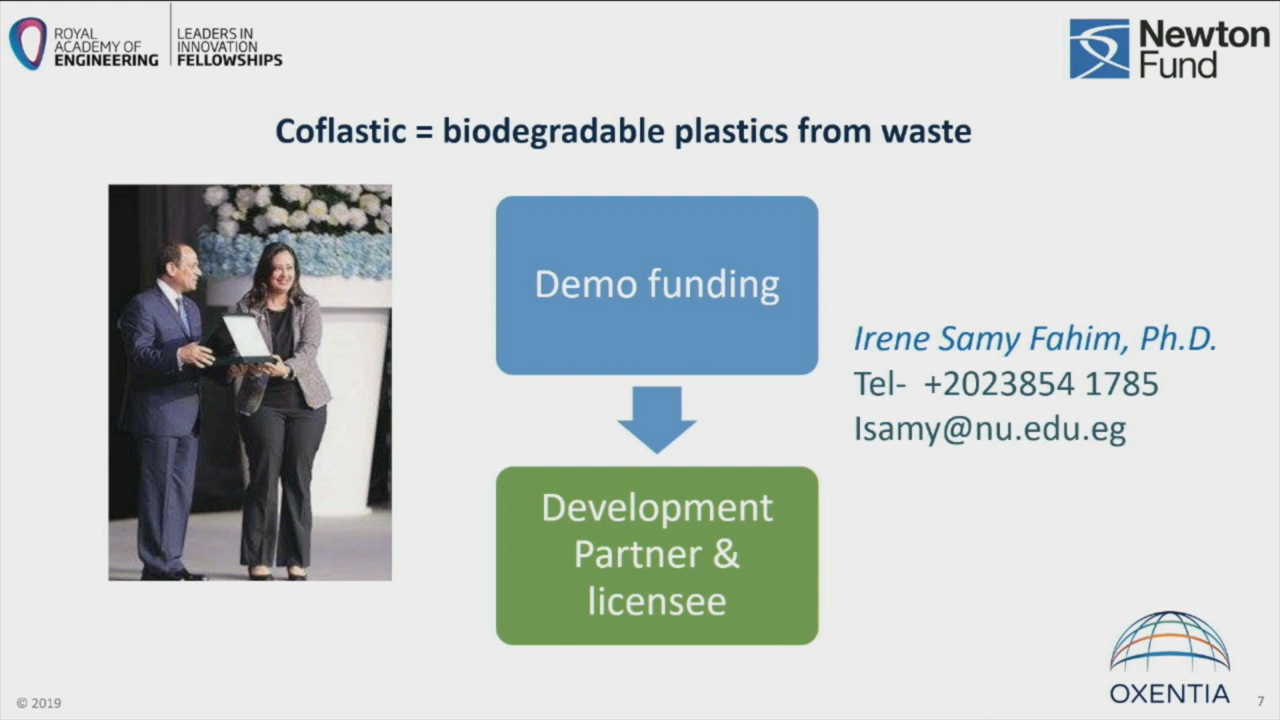 ROYAL
ACADEMY OF
ENGINEERING
LEADERS IN
INNOVATION
FELLOWSHIPS
Newton
Fund
Coflastic = biodegradable plastics from waste
Demo funding
Development
Partner &
licensee
Irene Samy Fahim, Ph.D.
Tel-  +2023854 1785
Isamy@nu.edu.eg
OXENTIA
© 2019
7